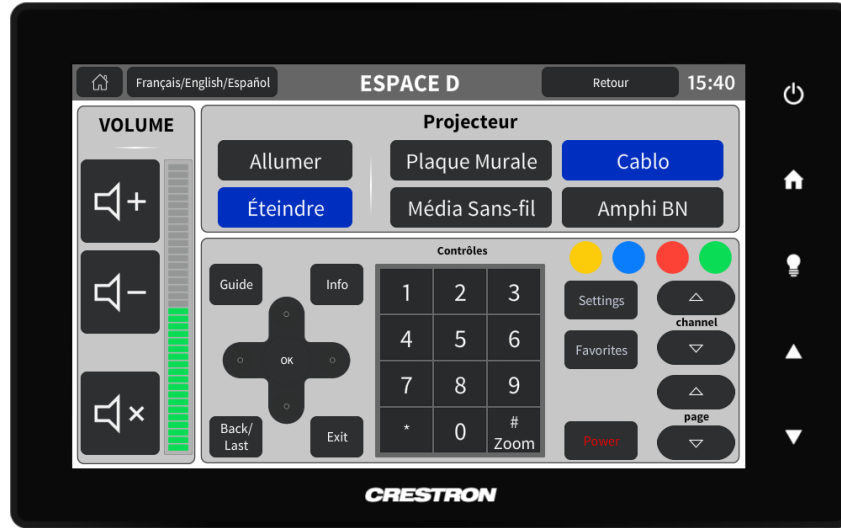 Français/English/Español
ESPACE D
Retour
15:40
VOLUME
Projecteur
Allumer
Plaque Murale
Cablo
Éteindre
Média Sans-fil
Amphi BN
Contrôles
Guide
Info
OK
Back/
Last
Exit
1 2 3
4 5 6
7 8 9
* 0 #
Zoom
Settings
Favorites
Power
channel
page
CRESTRON